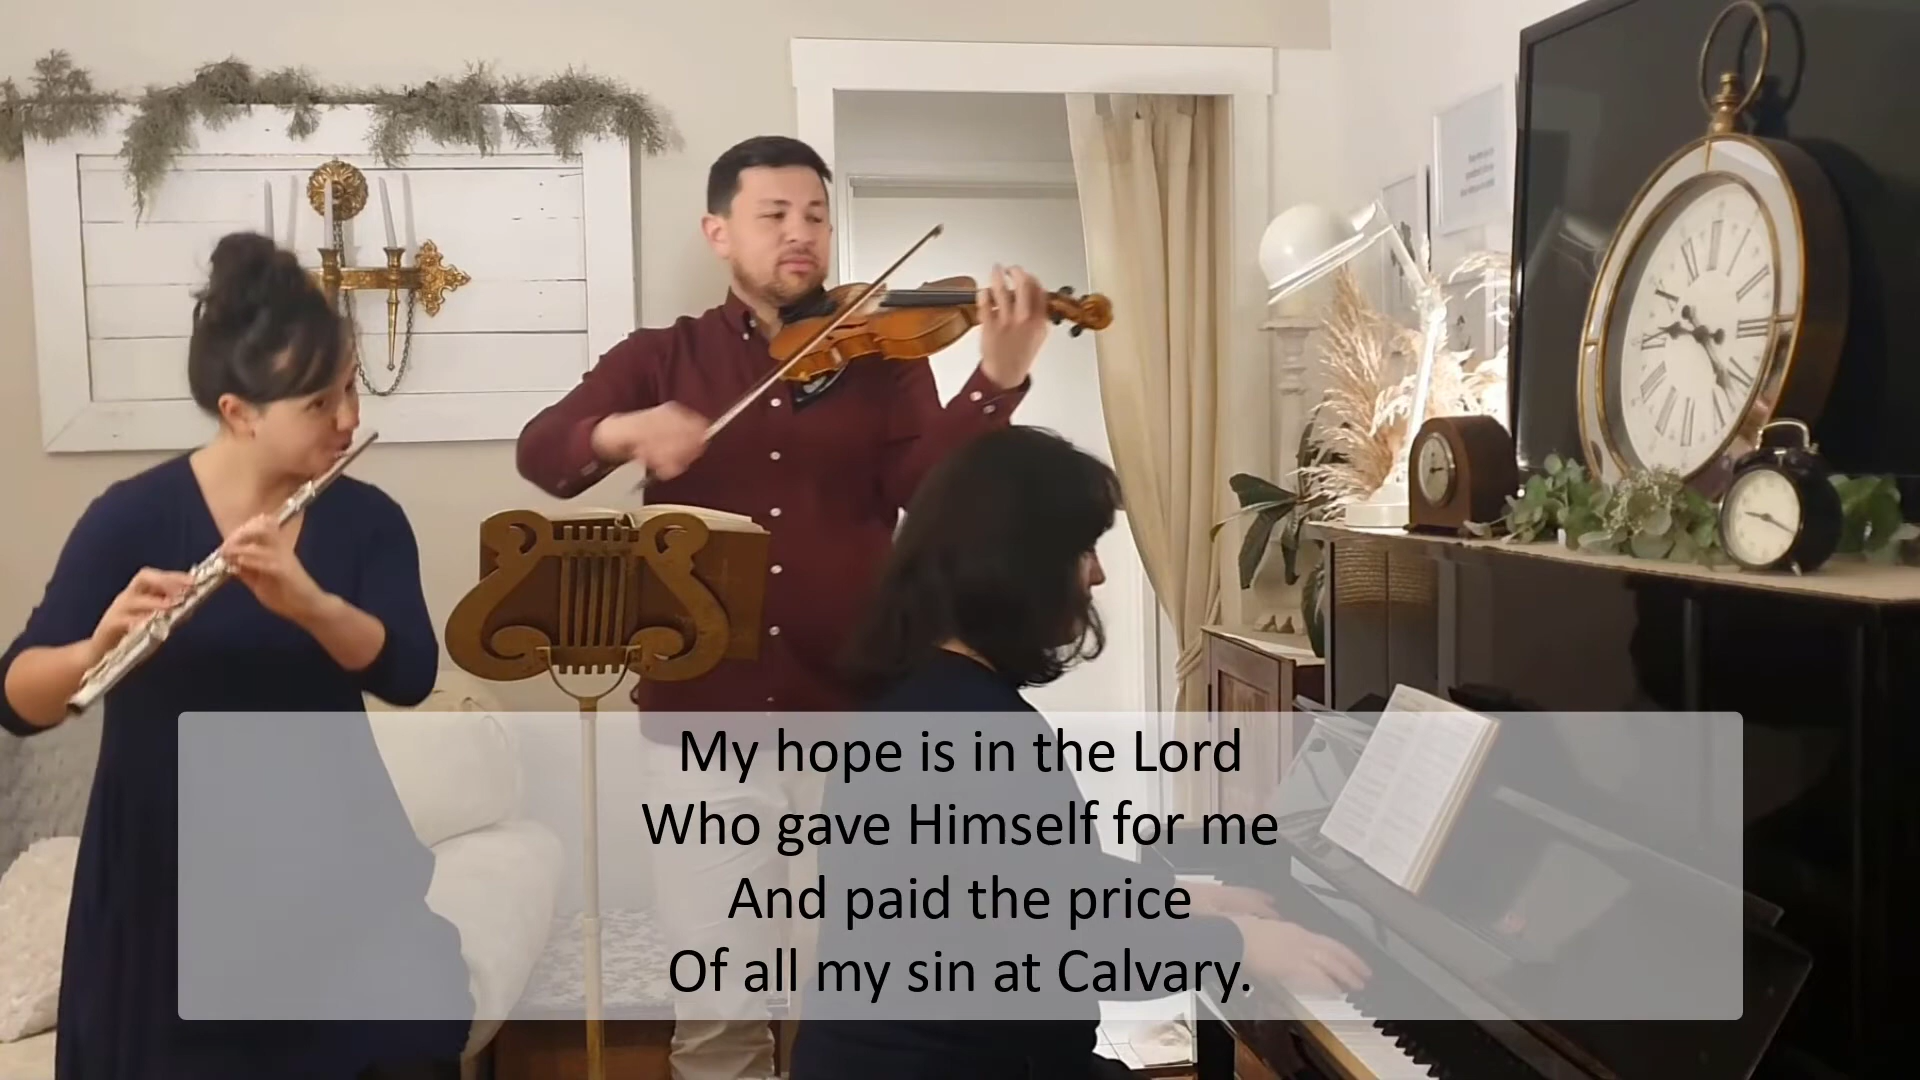 My hope is in the Lord
Who gave Himself for me
And paid the price
Of all my sin at Calvary.